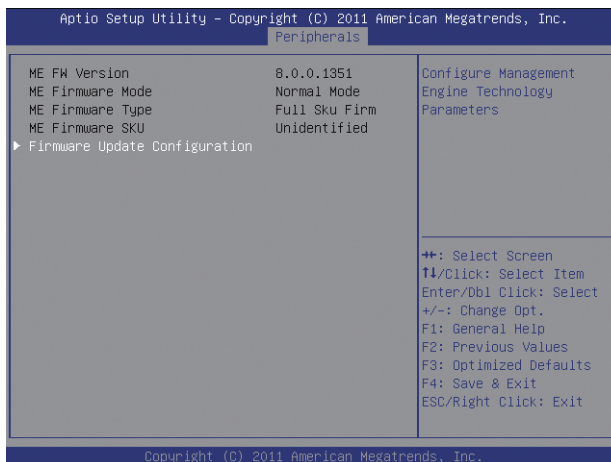 Aptio Setup Utility – Copyright (C) 2011 American Megatrends, Inc.
Peripherals
ME FW Version 8.0.0.1351
ME Firmware Mode Normal Mode
ME Firmware Type Full Sku Firm
ME Firmware SKU Unidentified
▶ Firmware Update Configuration
Configure Management
Engine Technology
Parameters
→←: Select Screen
↑↓/Click: Select Item
Enter/Dbl Click: Select
+/-: Change Opt.
F1: General Help
F2: Previous Values
F3: Optimized Defaults
F4: Save & Exit
ESC/Right Click: Exit
Copyright (C) 2011 American Megatrends, Inc.